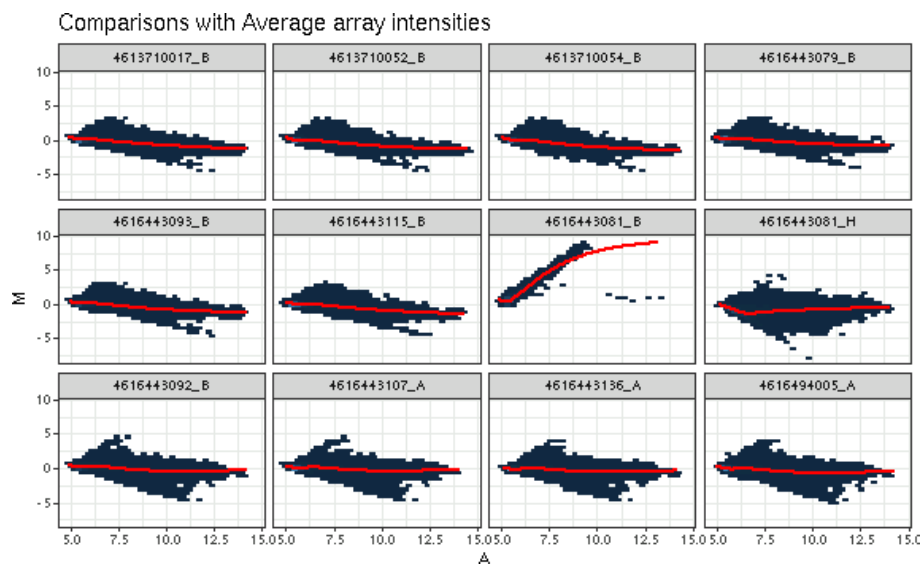 Comparisons with Average array intensities
4613710017_B 4613710052_B 4613710054_B 4616443079_B
10
5
0
-5
4616443093_B 4616443115_B 4616443081_B 4616443081_H
10
5
0
-5
M
4616443092_B 4616443107_A 4616443136_A 4616494005_A
10
5
0
-5
5.0 7.5 10.0 12.5 15.0 5.0 7.5 10.0 12.5 15.0 5.0 7.5 10.0 12.5 15.0 5.0 7.5 10.0 12.5 15.0
A